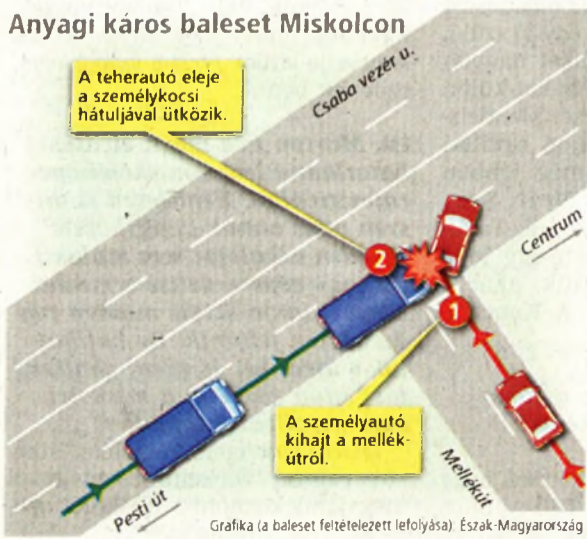 Anyagi káros baleset Miskolcon
A teherautó eleje
a személykocsi
hátuljával ütközik.
Csaba vezér u.
Centrum
2
1
A személyautó
kihajt a mellék-
útról.
Mellékút
Pesti út
Grafika (a baleset feltételezett lefolyása): Észak-Magyarország